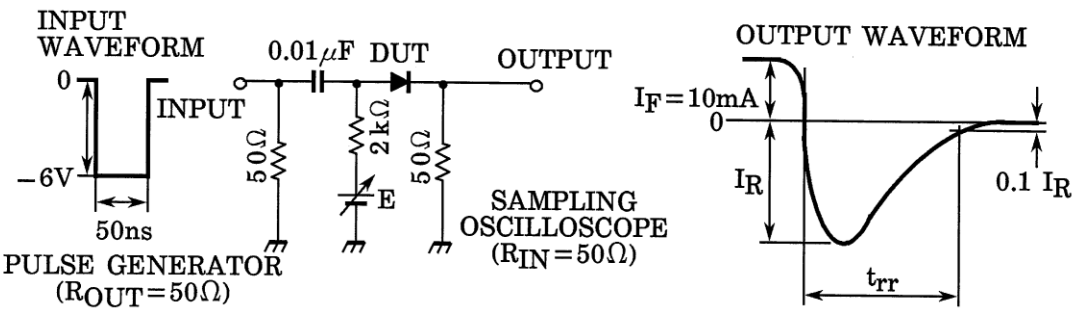 INPUT
WAVEFORM
0
−6V
50ns
PULSE GENERATOR
(ROUT=50Ω)
INPUT
50Ω
0.01μF
DUT
2kΩ
E
50Ω
OUTPUT
SAMPLING
OSCILLOSCOPE
(RIN=50Ω)
OUTPUT WAVEFORM
IF=10mA
0
IR
0.1 IR
trr